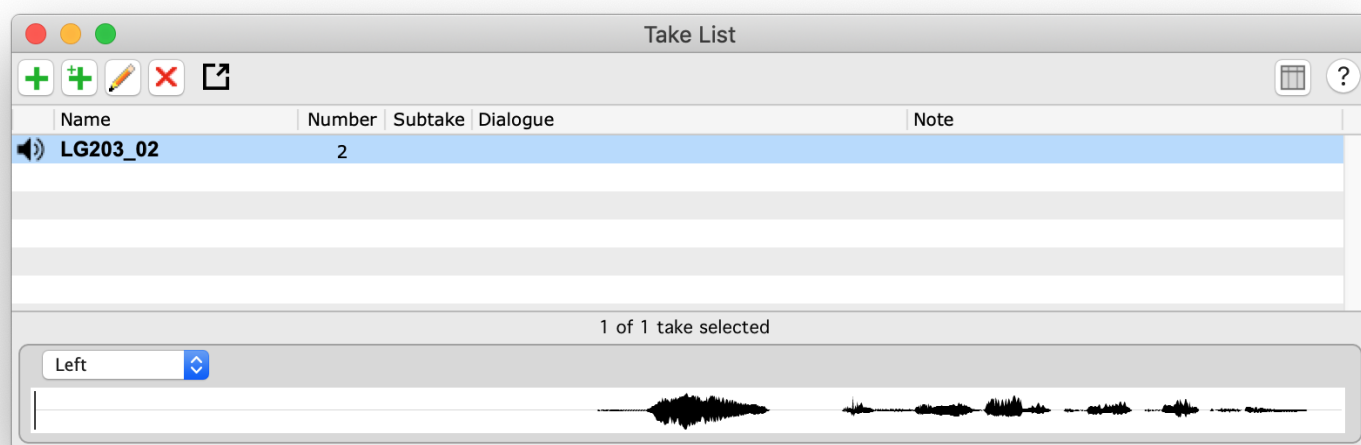 Take List
?
Name Number Subtake Dialogue Note
LG203_02 2
1 of 1 take selected
Left